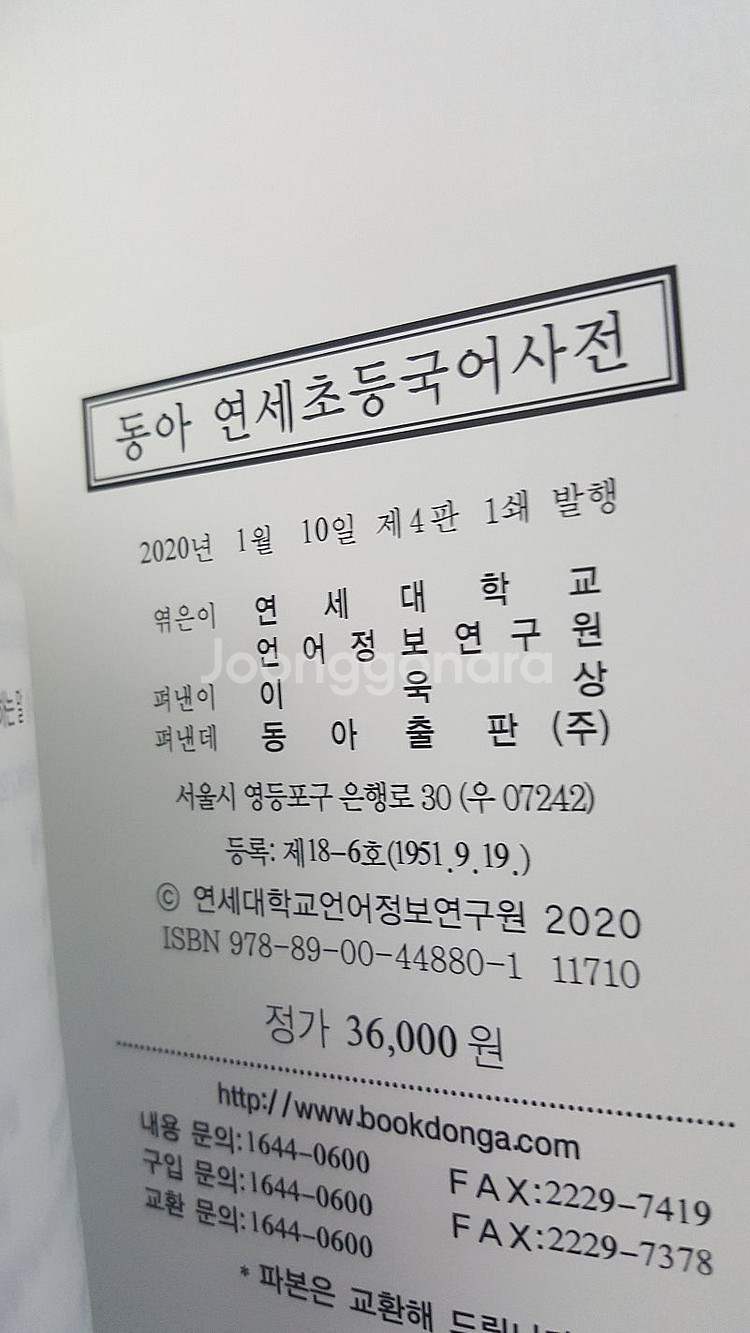 동아 연세초등국어사전
2020년 1월 10일 제4판 1쇄 발행
엮은이 연세대학교
언어정보연구원
펴낸이 이욱상
펴낸데 동아출판(주)
서울시 영등포구 은행로 30 (우 07242)
등록: 제18-6호(1951.9.19.)
ⓒ 연세대학교언어정보연구원 2020
ISBN 978-89-00-44880-1 11710
정가 36,000 원
http://www.bookdonga.com
내용 문의:1644-0600
구입 문의:1644-0600 FAX:2229-7419
교환 문의:1644-0600 FAX:2229-7378
* 파본은 교환해
Joonggonara